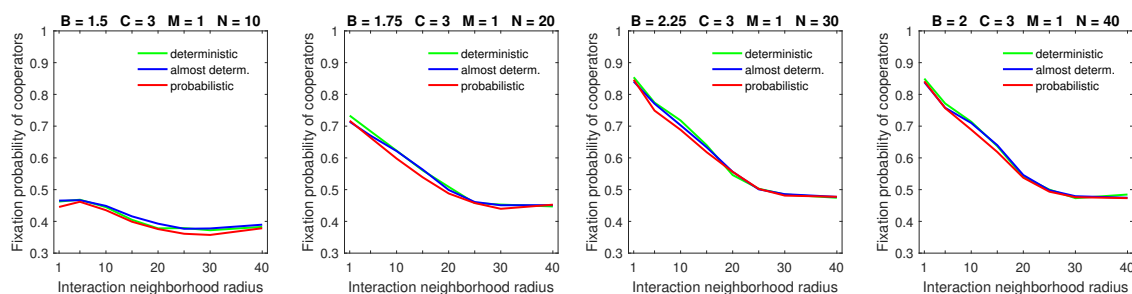 B = 1.5 C = 3 M = 1 N = 10
Fixation probability of cooperators
1
0.9
0.8
0.7
0.6
0.5
0.4
0.3
deterministic
almost determ.
probabilistic
1 10 20 30 40
Interaction neighborhood radius
B = 1.75 C = 3 M = 1 N = 20
Fixation probability of cooperators
1
0.9
0.8
0.7
0.6
0.5
0.4
0.3
deterministic
almost determ.
probabilistic
1 10 20 30 40
Interaction neighborhood radius
B = 2.25 C = 3 M = 1 N = 30
Fixation probability of cooperators
1
0.9
0.8
0.7
0.6
0.5
0.4
0.3
deterministic
almost determ.
probabilistic
1 10 20 30 40
Interaction neighborhood radius
B = 2 C = 3 M = 1 N = 40
Fixation probability of cooperators
1
0.9
0.8
0.7
0.6
0.5
0.4
0.3
deterministic
almost determ.
probabilistic
1 10 20 30 40
Interaction neighborhood radius